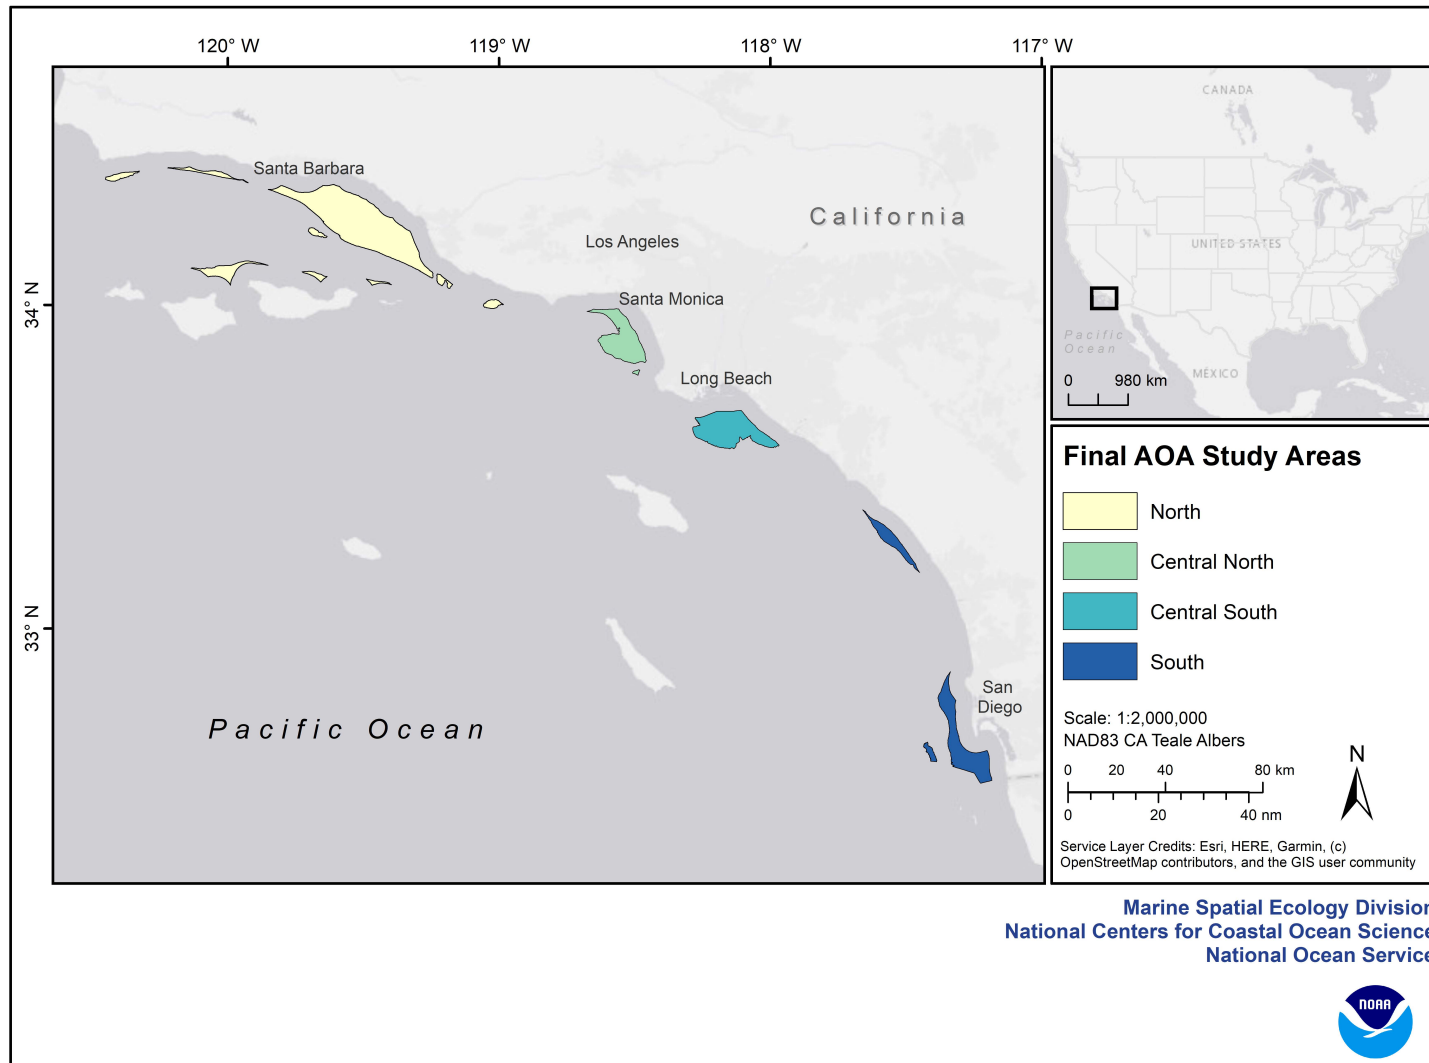 120° W
119° W
118° W
117° W
34° N
33° N
Santa Barbara
California
Los Angeles
Santa Monica
Long Beach
San
Diego
Pacific Ocean
CANADA
UNITED STATES
Pacific
Ocean
MÉXICO
0 980 km
Final AOA Study Areas
North
Central North
Central South
South
Scale: 1:2,000,000
NAD83 CA Teale Albers
0 20 40 80 km
0 20 40 nm
N
Service Layer Credits: Esri, HERE, Garmin, (c)
OpenStreetMap contributors, and the GIS user community
Marine Spatial Ecology Division
National Centers for Coastal Ocean Science
National Ocean Service
NOAA